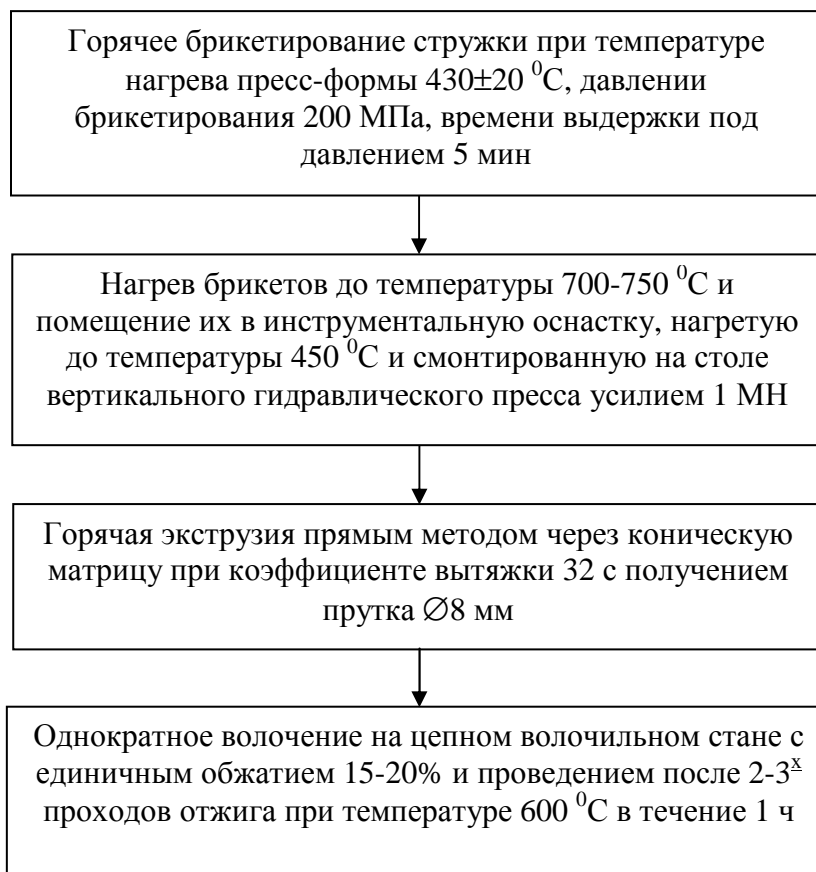 Горячее брикетирование стружки при температуре
нагрева пресс-формы 430±20 ⁰С, давлении
брикетирования 200 МПа, времени выдержки под
давлением 5 мин
Нагрев брикетов до температуры 700-750 ⁰С и
помещение их в инструментальную оснастку, нагретую
до температуры 450 ⁰С и смонтированную на столе
вертикального гидравлического пресса усилием 1 МН
Горячая экструзия прямым методом через коническую
матрицу при коэффициенте вытяжки 32 с получением
прутка ∅8 мм
Однократное волочение на цепном волочильном стане с
единичным обжатием 15-20% и проведением после 2-3ˣ
проходов отжига при температуре 600 ⁰С в течение 1 ч